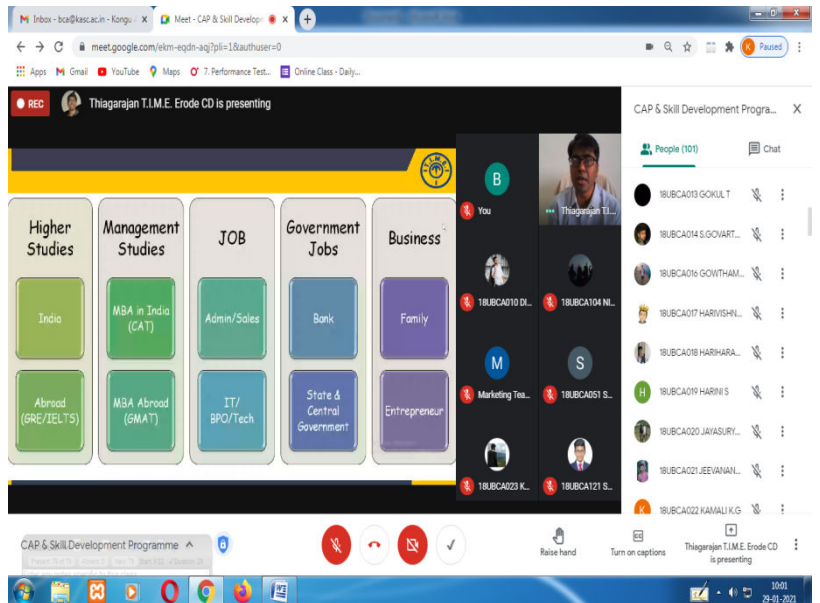 Inbox - bca@kasc.ac.in - Kongu
Meet - CAP & Skill Develop
meet.google.com/ekm-eqdn-aqj?pli=1&authuser=0
Paused
Apps
Gmail
YouTube
Maps
7. Performance Test...
Online Class - Daily...
REC
Thiagarajan T.I.M.E. Erode CD is presenting
T.I.M.E.
Higher
Studies
India
Abroad
(GRE/IELTS)
Management
Studies
MBA in India
(CAT)
MBA Abroad
(GMAT)
JOB
Admin/Sales
IT/
BPO/Tech
Government
Jobs
Bank
State &
Central
Government
Business
Family
Entrepreneur
B
You
Thiagarajan T.I....
18UBCA010 DI...
18UBCA104 NI...
M
Marketing Tea...
S
18UBCA051 S...
18UBCA023 K...
18UBCA121 S...
CAP & Skill Development Progra...
X
People (101)
Chat
18UBCA013 GOKUL T
18UBCA014 S.GOVART...
18UBCA016 GOWTHAM...
18UBCA017 HARIVISHN...
18UBCA018 HARIHARA...
H
18UBCA019 HARINI S
18UBCA020 JAYASURY...
18UBCA021 JEEVANAN...
K
18UBCA022 KAMALI K.G
CAP & Skill Development Programme
Raise hand
Turn on captions
Thiagarajan T.I.M.E. Erode CD
is presenting
10:01
29-01-2021